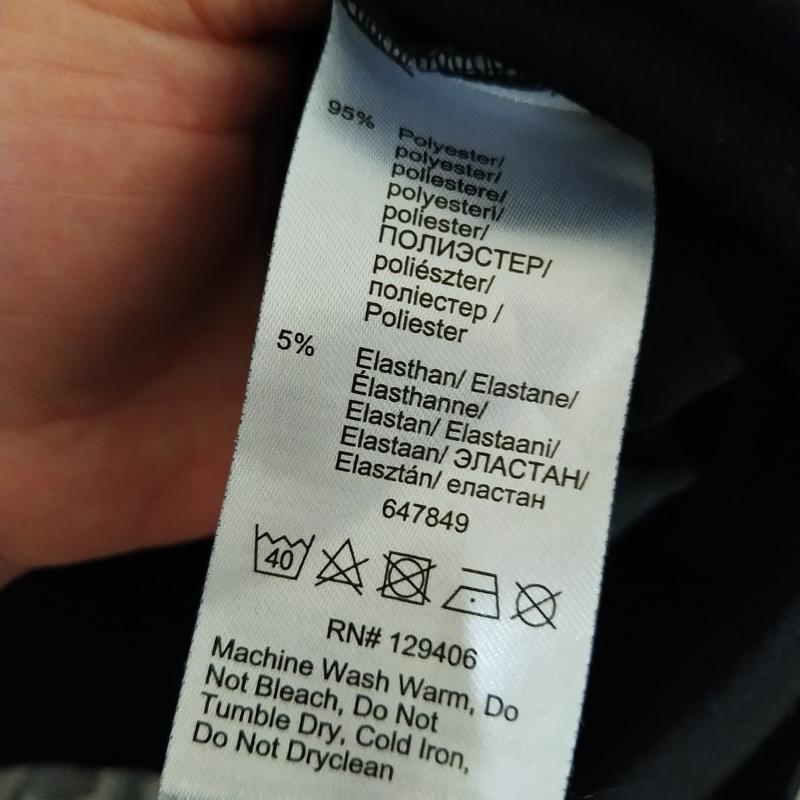 95% Polyester/
polyester/
poliestere/
polyesteri/
poliester/
ПОЛИЭСТЕР/
poliészter/
поліестер /
Poliester
5% Elasthan/ Elastane/
Élasthanne/
Elastan/ Elastaani/
Elastaan/ ЭЛАСТАН/
Elasztán/ еластан
647849
40
RN# 129406
Machine Wash Warm, Do
Not Bleach, Do Not
Tumble Dry, Cold Iron,
Do Not Dryclean